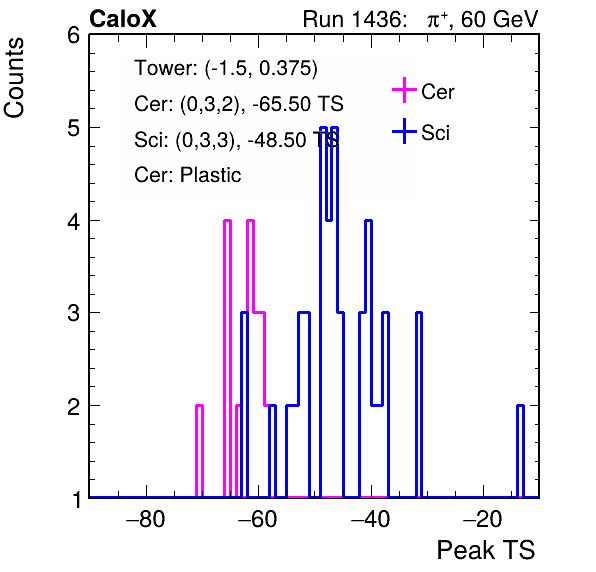 CaloX
Run 1436: π⁺, 60 GeV
Counts
Tower: (-1.5, 0.375)
Cer: (0,3,2), -65.50 TS
Sci: (0,3,3), -48.50 TS
Cer: Plastic
Cer
Sci
6
5
4
3
2
1
−80 −60 −40 −20
Peak TS